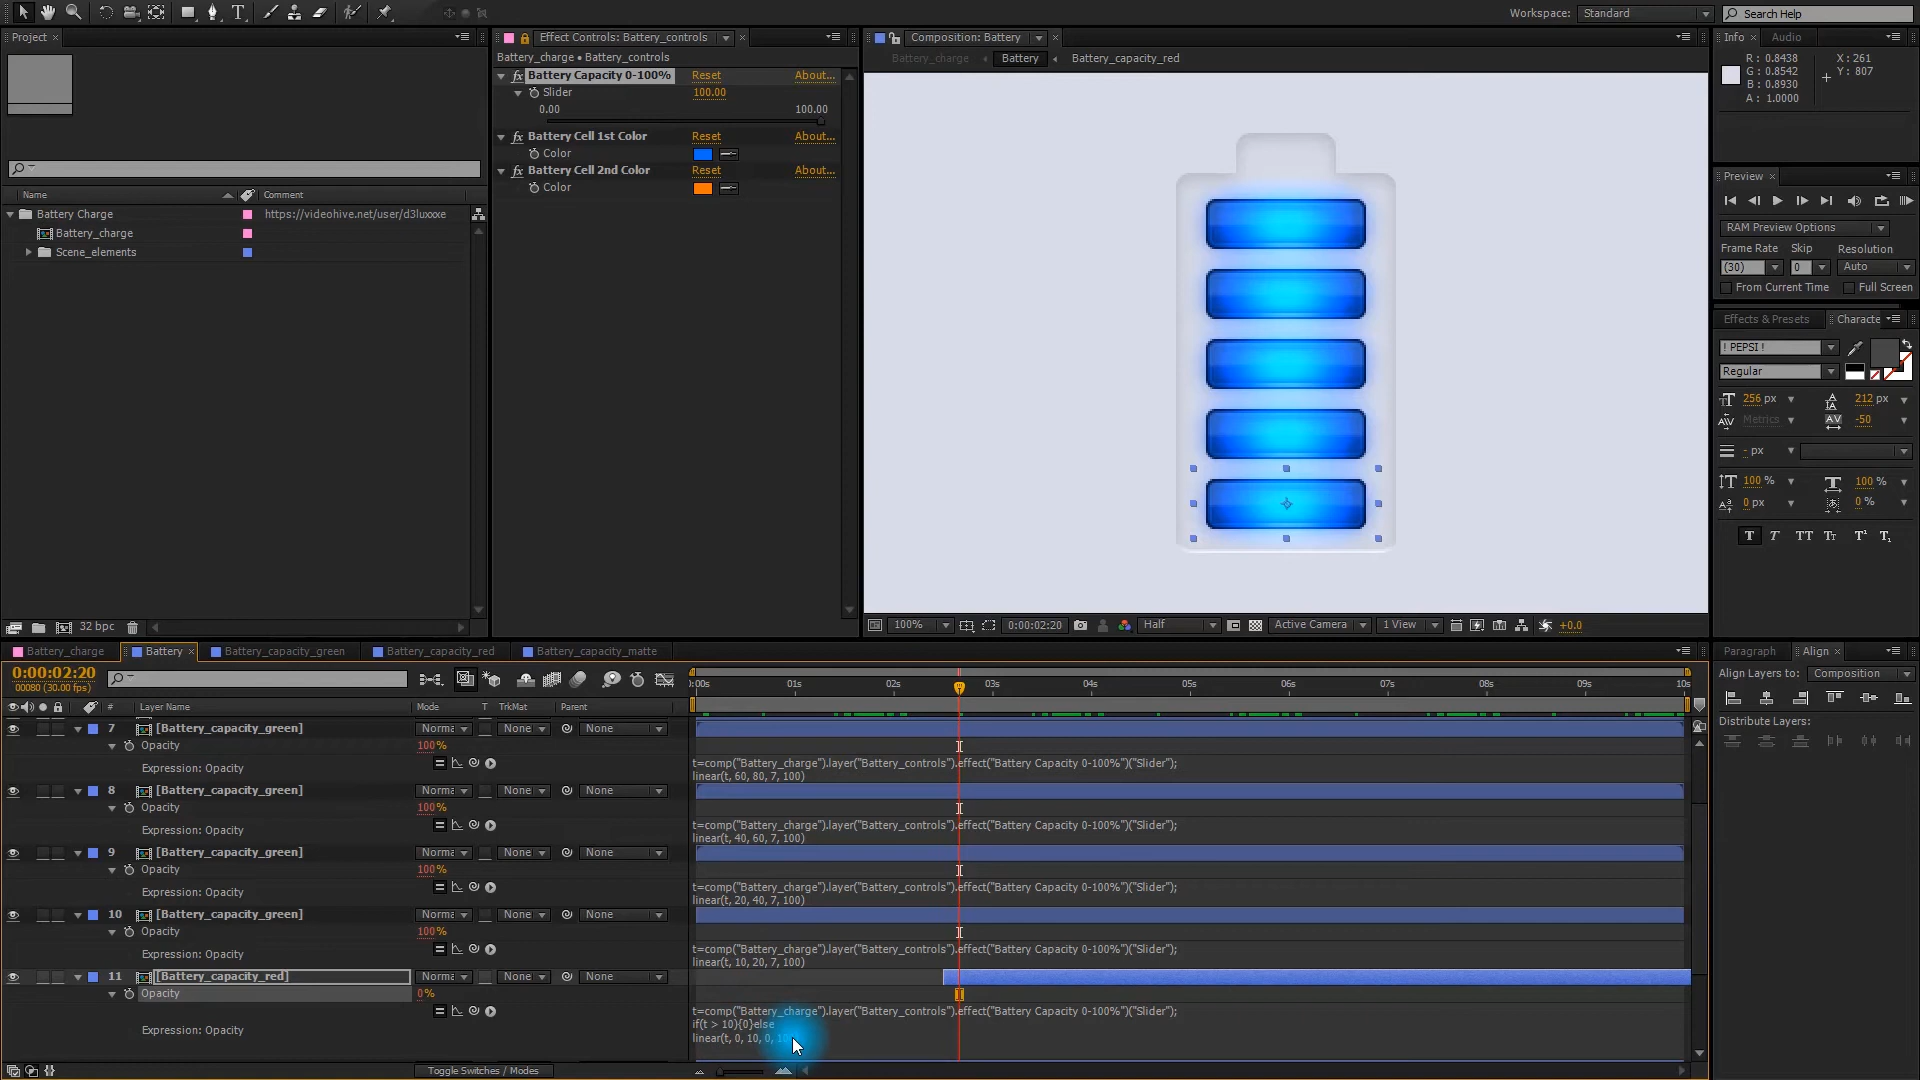 Workspace: Standard
Search Help
Project
Effect Controls: Battery_controls
Composition: Battery
Info Audio
Battery_charge • Battery_controls
Battery_charge Battery Battery_capacity_red
R: 0.8438
G: 0.8542
B: 0.8930
A: 1.0000
X: 261
Y: 807
Battery Capacity 0-100% Reset About...
Slider 100.00
0.00 100.00
Battery Cell 1st Color Reset About...
Color
Battery Cell 2nd Color Reset About...
Color
Name Comment
Battery Charge https://videohive.net/user/d3luxxxe
Battery_charge
Scene_elements
32 bpc
100% 0:00:02:20 Half Active Camera 1 View +0.0
Preview
RAM Preview Options
Frame Rate Skip Resolution
(30) 0 Auto
From Current Time Full Screen
Effects & Presets Characte
! PEPSI !
Regular
256 px 212 px
Metrics -50
- px
100 % 100 %
0 px 0 %
T T TT Tt T¹ T₁
Battery_charge Battery Battery_capacity_green Battery_capacity_red Battery_capacity_matte
0:00:02:20
00080 (30.00 fps)
:00s 01s 02s 03s 04s 05s 06s 07s 08s 09s 10s
# Layer Name Mode T TrkMat Parent
7 [Battery_capacity_green] Norma None None
Opacity 100%
Expression: Opacity
t=comp("Battery_charge").layer("Battery_controls").effect("Battery Capacity 0-100%")("Slider");
linear(t, 60, 80, 7, 100)
8 [Battery_capacity_green] Norma None None
Opacity 100%
Expression: Opacity
t=comp("Battery_charge").layer("Battery_controls").effect("Battery Capacity 0-100%")("Slider");
linear(t, 40, 60, 7, 100)
9 [Battery_capacity_green] Norma None None
Opacity 100%
Expression: Opacity
t=comp("Battery_charge").layer("Battery_controls").effect("Battery Capacity 0-100%")("Slider");
linear(t, 20, 40, 7, 100)
10 [Battery_capacity_green] Norma None None
Opacity 100%
Expression: Opacity
t=comp("Battery_charge").layer("Battery_controls").effect("Battery Capacity 0-100%")("Slider");
linear(t, 10, 20, 7, 100)
11 [Battery_capacity_red] Norma None None
Opacity 0%
Expression: Opacity
t=comp("Battery_charge").layer("Battery_controls").effect("Battery Capacity 0-100%")("Slider");
if(t > 10){0}else
linear(t, 0, 10, 0,
Toggle Switches / Modes
Paragraph Align
Align Layers to: Composition
Distribute Layers: